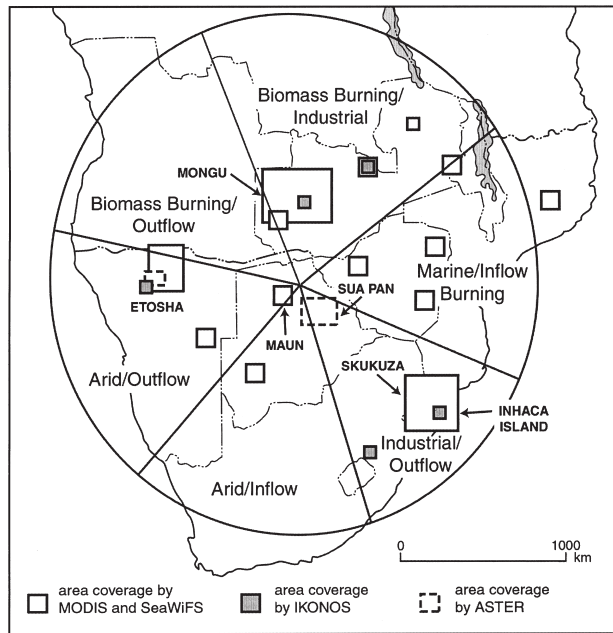 Biomass Burning/
Industrial
MONGU
Biomass Burning/
Outflow
Marine/Inflow
Burning
SUA PAN
ETOSHA
MAUN
SKUKUZA
Arid/Outflow
INHACA
ISLAND
Industrial/
Outflow
Arid/Inflow
0 1000
km
area coverage by
MODIS and SeaWiFS
area coverage
by IKONOS
area coverage
by ASTER